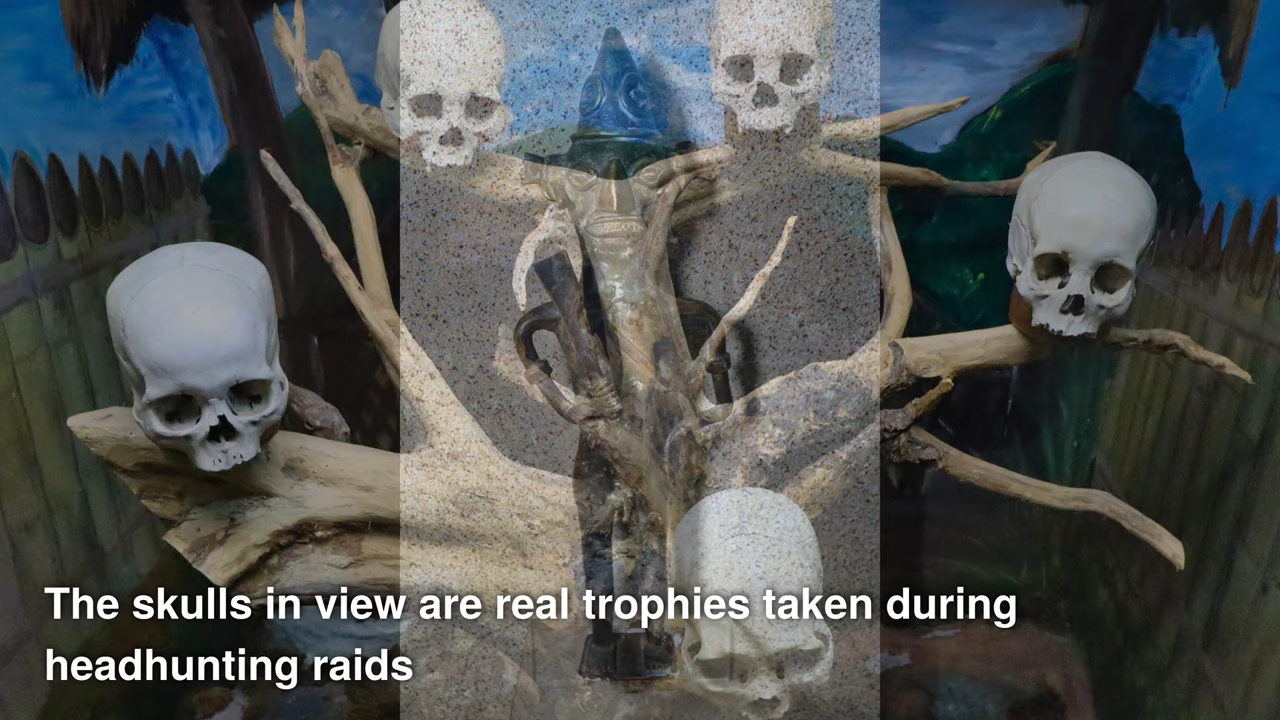 The skulls in view are real trophies taken during
headhunting raids